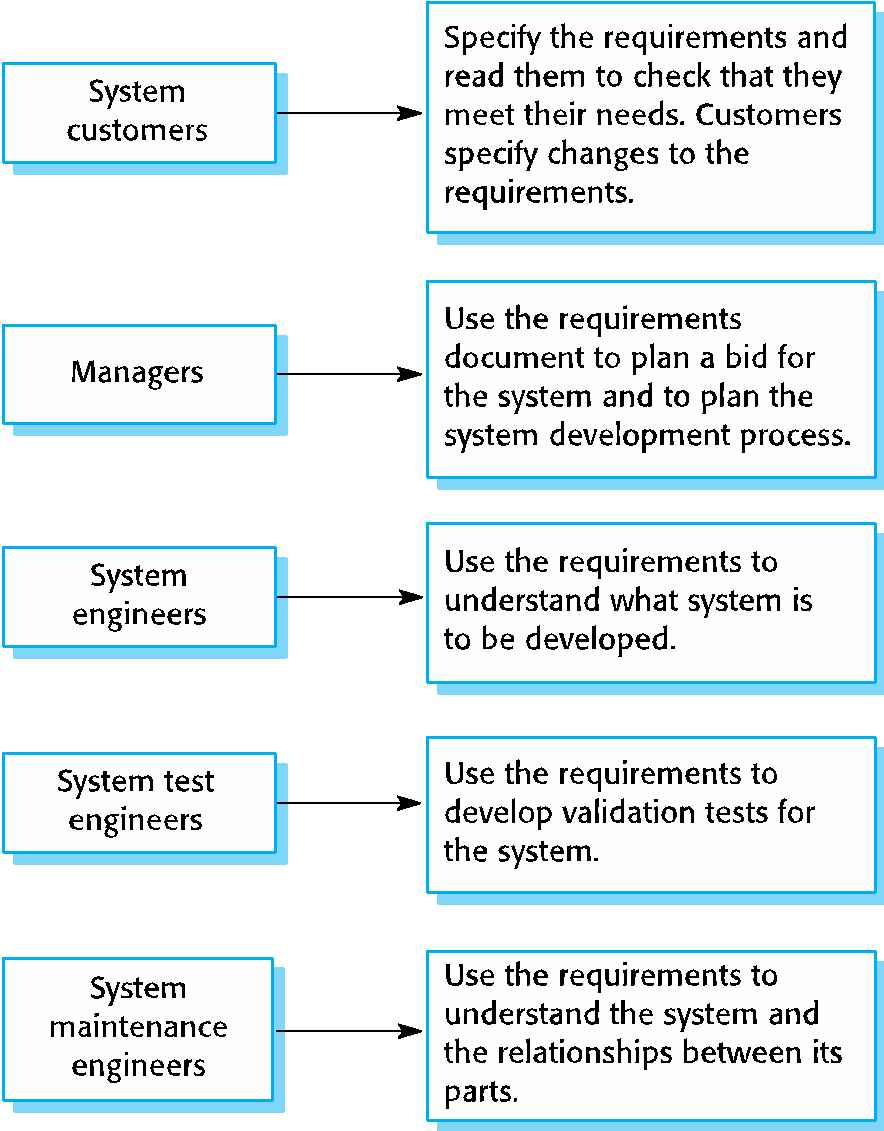 System
customers
Specify the requirements and
read them to check that they
meet their needs. Customers
specify changes to the
requirements.
Managers
Use the requirements
document to plan a bid for
the system and to plan the
system development process.
System
engineers
Use the requirements to
understand what system is
to be developed.
System test
engineers
Use the requirements to
develop validation tests for
the system.
System
maintenance
engineers
Use the requirements to
understand the system and
the relationships between its
parts.